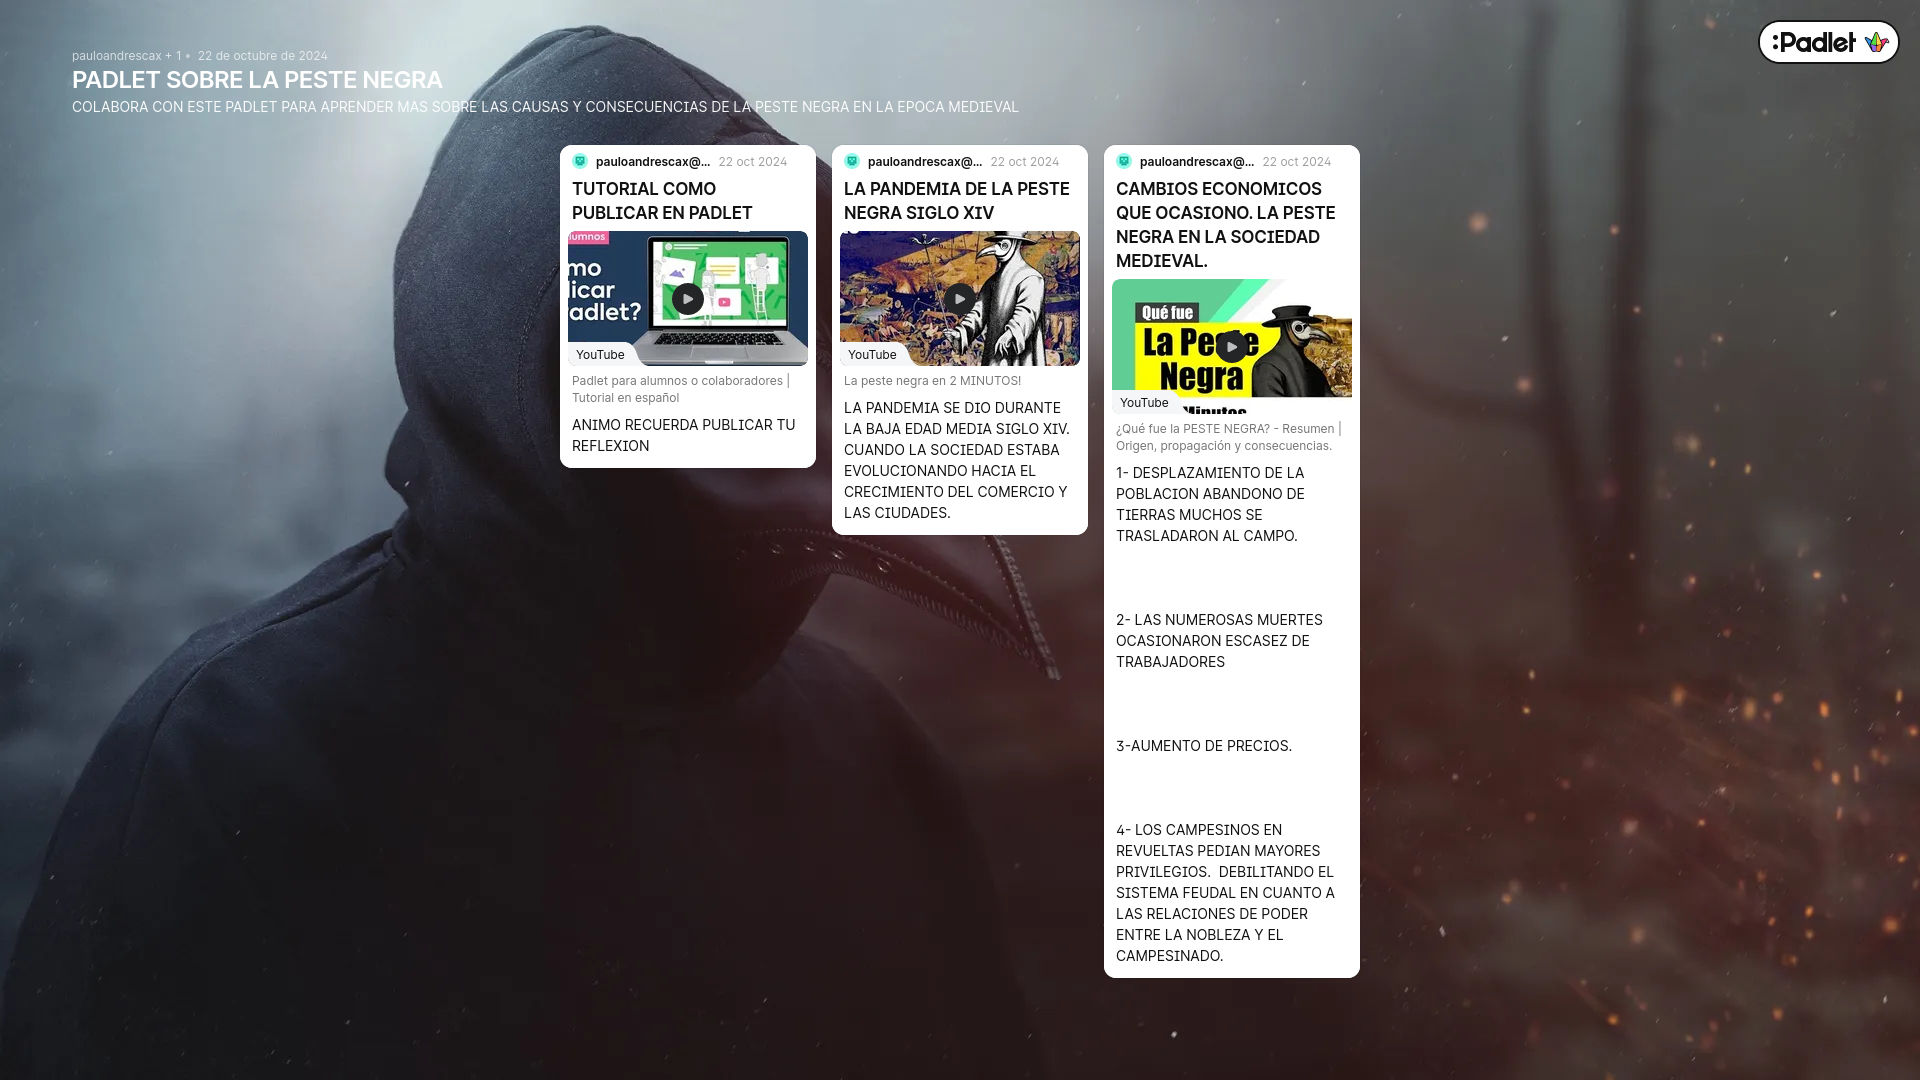 pauloandrescax + 1 • 22 de octubre de 2024
PADLET SOBRE LA PESTE NEGRA
COLABORA CON ESTE PADLET PARA APRENDER MAS SOBRE LAS CAUSAS Y CONSECUENCIAS DE LA PESTE NEGRA EN LA EPOCA MEDIEVAL
:Padlet
pauloandrescax@... 22 oct 2024
TUTORIAL COMO
PUBLICAR EN PADLET
umnos
mo
licar
adlet?
YouTube
Padlet para alumnos o colaboradores |
Tutorial en español
ANIMO RECUERDA PUBLICAR TU
REFLEXION
pauloandrescax@... 22 oct 2024
LA PANDEMIA DE LA PESTE
NEGRA SIGLO XIV
YouTube
La peste negra en 2 MINUTOS!
LA PANDEMIA SE DIO DURANTE
LA BAJA EDAD MEDIA SIGLO XIV.
CUANDO LA SOCIEDAD ESTABA
EVOLUCIONANDO HACIA EL
CRECIMIENTO DEL COMERCIO Y
LAS CIUDADES.
pauloandrescax@... 22 oct 2024
CAMBIOS ECONOMICOS
QUE OCASIONO. LA PESTE
NEGRA EN LA SOCIEDAD
MEDIEVAL.
Qué fue
La Peste
Negra
Minutos
YouTube
¿Qué fue la PESTE NEGRA? - Resumen |
Origen, propagación y consecuencias.
1- DESPLAZAMIENTO DE LA
POBLACION ABANDONO DE
TIERRAS MUCHOS SE
TRASLADARON AL CAMPO.
2- LAS NUMEROSAS MUERTES
OCASIONARON ESCASEZ DE
TRABAJADORES
3-AUMENTO DE PRECIOS.
4- LOS CAMPESINOS EN
REVUELTAS PEDIAN MAYORES
PRIVILEGIOS.  DEBILITANDO EL
SISTEMA FEUDAL EN CUANTO A
LAS RELACIONES DE PODER
ENTRE LA NOBLEZA Y EL
CAMPESINADO.